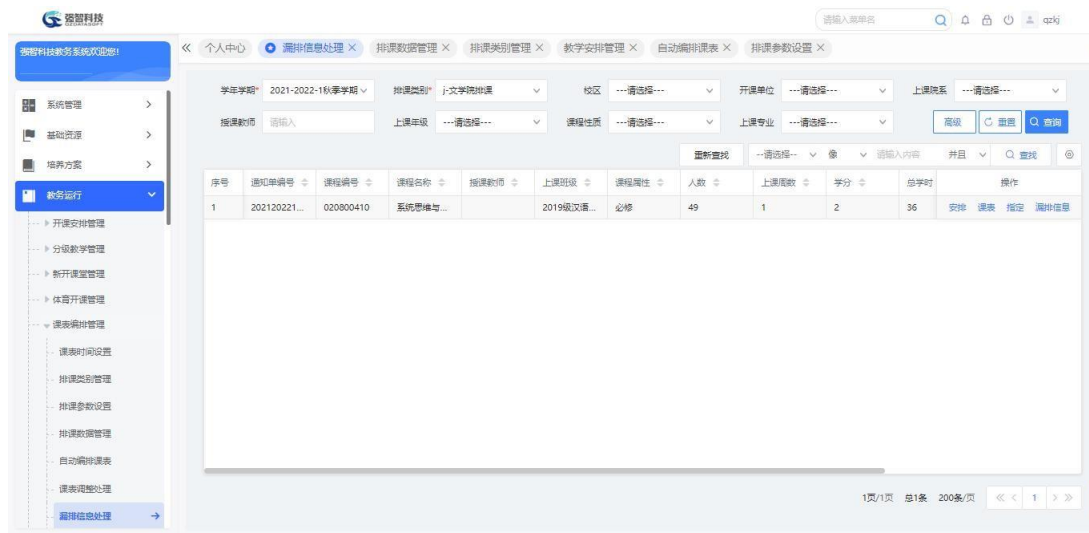 强智科技
请输入菜单名 qzkj
强智科技教务系统欢迎您!
个人中心 漏排信息处理 排课数据管理 排课类别管理 教学安排管理 自动编排课表 排课参数设置
系统管理
基础资源
培养方案
教务运行
开课安排管理
分级教学管理
新开课堂管理
体育开课管理
课表编排管理
课表时间设置
排课类别管理
排课参数设置
排课数据管理
自动编排课表
课表调整处理
漏排信息处理
学年学期* 2021-2022-1秋季学期 排课类别* j-文学院排课 校区 ---请选择--- 开课单位 ---请选择--- 上课院系 ---请选择---
授课教师 请输入 上课年级 ---请选择--- 课程性质 ---请选择--- 上课专业 ---请选择--- 高级 重置 查询
重新查找 --请选择-- 像 请输入内容 并且 查找
序号 通知单编号 课程编号 课程名称 授课教师 上课班级 课程属性 人数 上课周数 学分 总学时 操作
1 202120221... 020800410 系统思维与... 2019级汉语... 必修 49 1 2 36 安排 课表 指定 漏排信息
1页/1页 总1条 200条/页 1